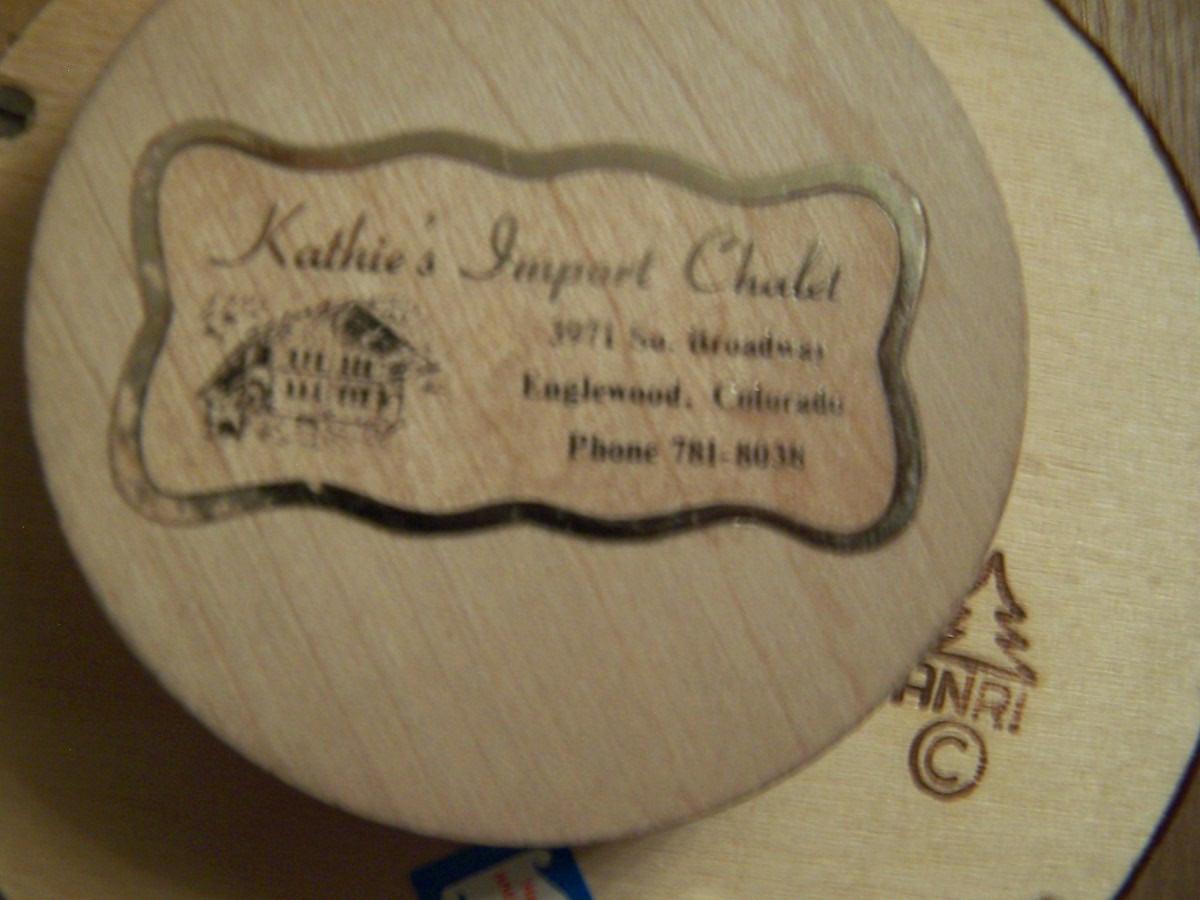 Kathie's Import Chalet
3971 So. Broadway
Englewood, Colorado
Phone 781-8038
ANRI
©